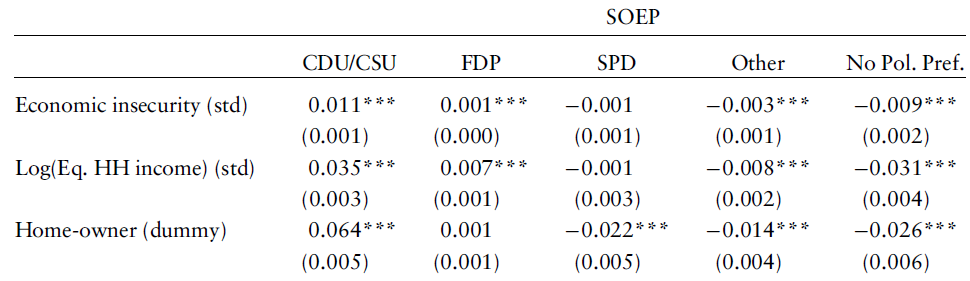 SOEP
CDU/CSU FDP SPD Other No Pol. Pref.
Economic insecurity (std) 0.011*** 0.001*** −0.001 −0.003*** −0.009***
(0.001) (0.000) (0.001) (0.001) (0.002)
Log(Eq. HH income) (std) 0.035*** 0.007*** −0.001 −0.008*** −0.031***
(0.003) (0.001) (0.003) (0.002) (0.004)
Home-owner (dummy) 0.064*** 0.001 −0.022*** −0.014*** −0.026***
(0.005) (0.001) (0.005) (0.004) (0.006)